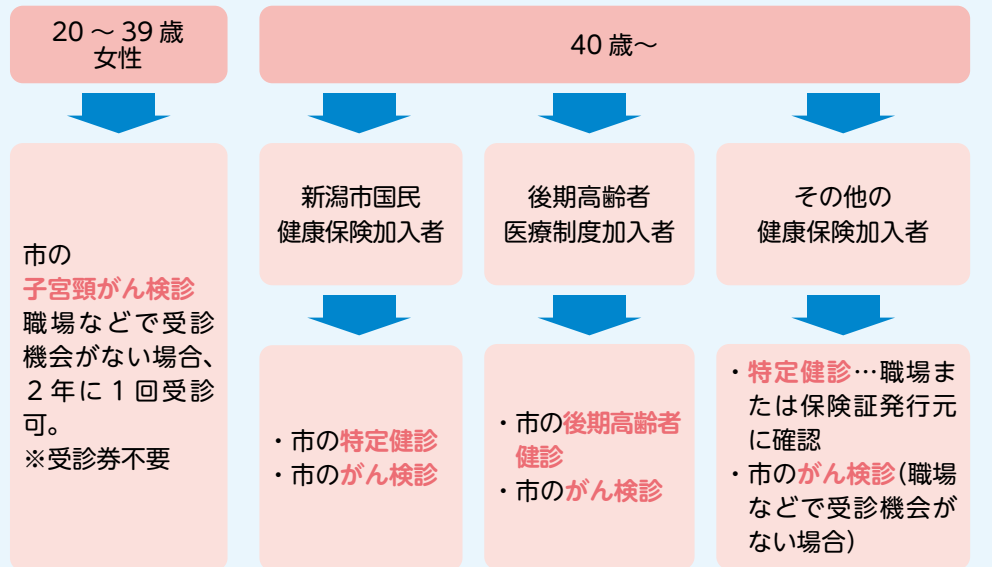 20 ～ 39 歳
女性
40 歳～
市の
子宮頸がん検診
職場などで受診
機会がない場合、
２年に１回受診
可。
※受診券不要
新潟市国民
健康保険加入者
後期高齢者
医療制度加入者
その他の
健康保険加入者
・市の特定健診
・市のがん検診
・市の後期高齢者
健診
・市のがん検診
・特定健診…職場ま
たは保険証発行元
に確認
・市のがん検診（職場
などで受診機会が
ない場合）